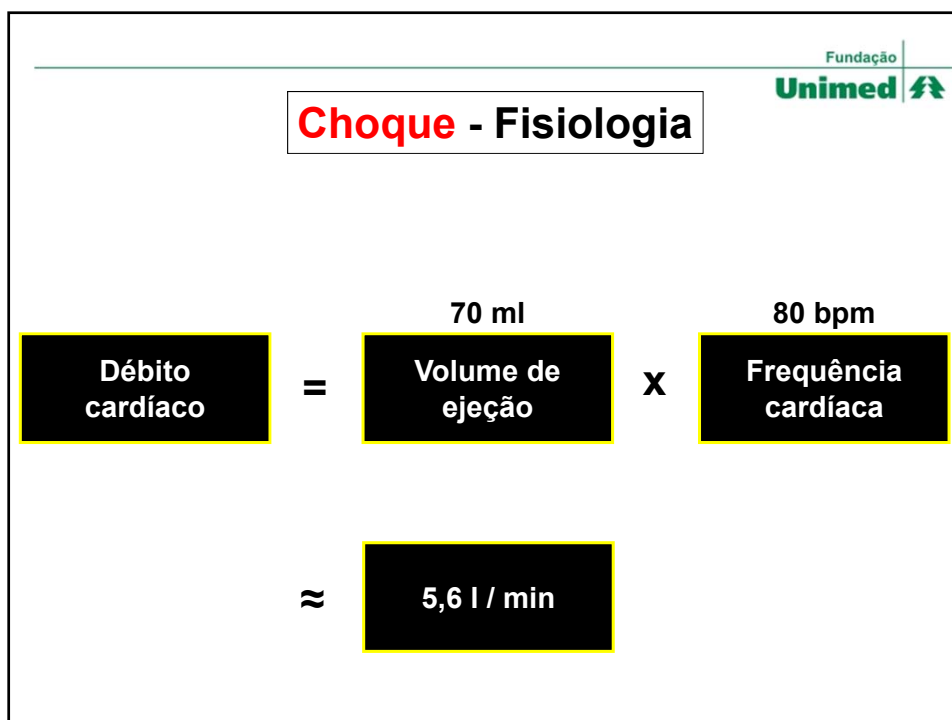 Fundação
Unimed
Choque - Fisiologia
70 ml
80 bpm
Débito
cardíaco
=
Volume de
ejeção
x
Frequência
cardíaca
≈
5,6 l / min